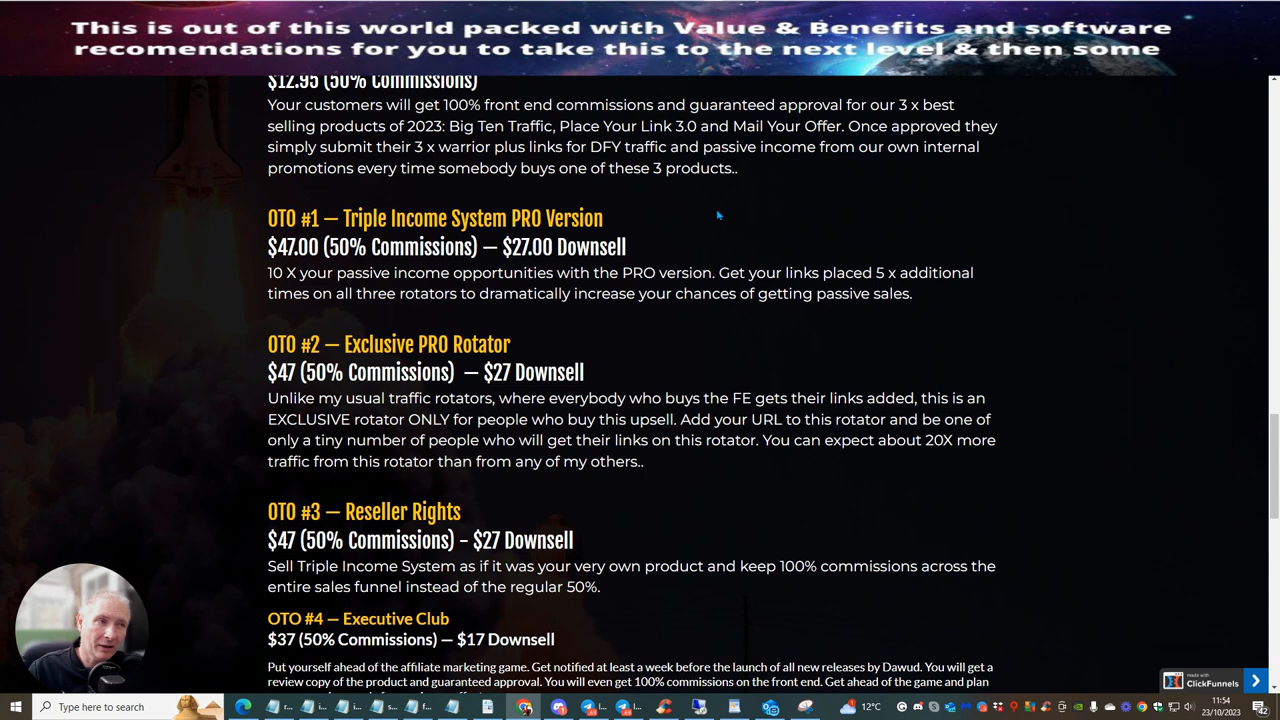 This is out of this world packed with Value & Benefits and software
recomendations for you to take this to the next level & then some
$12.95 (50% Commissions)
Your customers will get 100% front end commissions and guaranteed approval for our 3 x best
selling products of 2023: Big Ten Traffic, Place Your Link 3.0 and Mail Your Offer. Once approved they
simply submit their 3 x warrior plus links for DFY traffic and passive income from our own internal
promotions every time somebody buys one of these 3 products..
OTO #1 — Triple Income System PRO Version
$47.00 (50% Commissions) — $27.00 Downsell
10 X your passive income opportunities with the PRO version. Get your links placed 5 x additional
times on all three rotators to dramatically increase your chances of getting passive sales.
OTO #2 — Exclusive PRO Rotator
$47 (50% Commissions) — $27 Downsell
Unlike my usual traffic rotators, where everybody who buys the FE gets their links added, this is an
EXCLUSIVE rotator ONLY for people who buy this upsell. Add your URL to this rotator and be one of
only a tiny number of people who will get their links on this rotator. You can expect about 20X more
traffic from this rotator than from any of my others..
OTO #3 — Reseller Rights
$47 (50% Commissions) - $27 Downsell
Sell Triple Income System as if it was your very own product and keep 100% commissions across the
entire sales funnel instead of the regular 50%.
OTO #4 — Executive Club
$37 (50% Commissions) — $17 Downsell
Put yourself ahead of the affiliate marketing game. Get notified at least a week before the launch of all new releases by Dawud. You will get a
review copy of the product and guaranteed approval. You will even get 100% commissions on the front end. Get ahead of the game and plan
made with
ClickFunnels
Type here to search
r...
i...
i...
s...
f...
l...
l...
12°C
11:54
23/10/2023
42